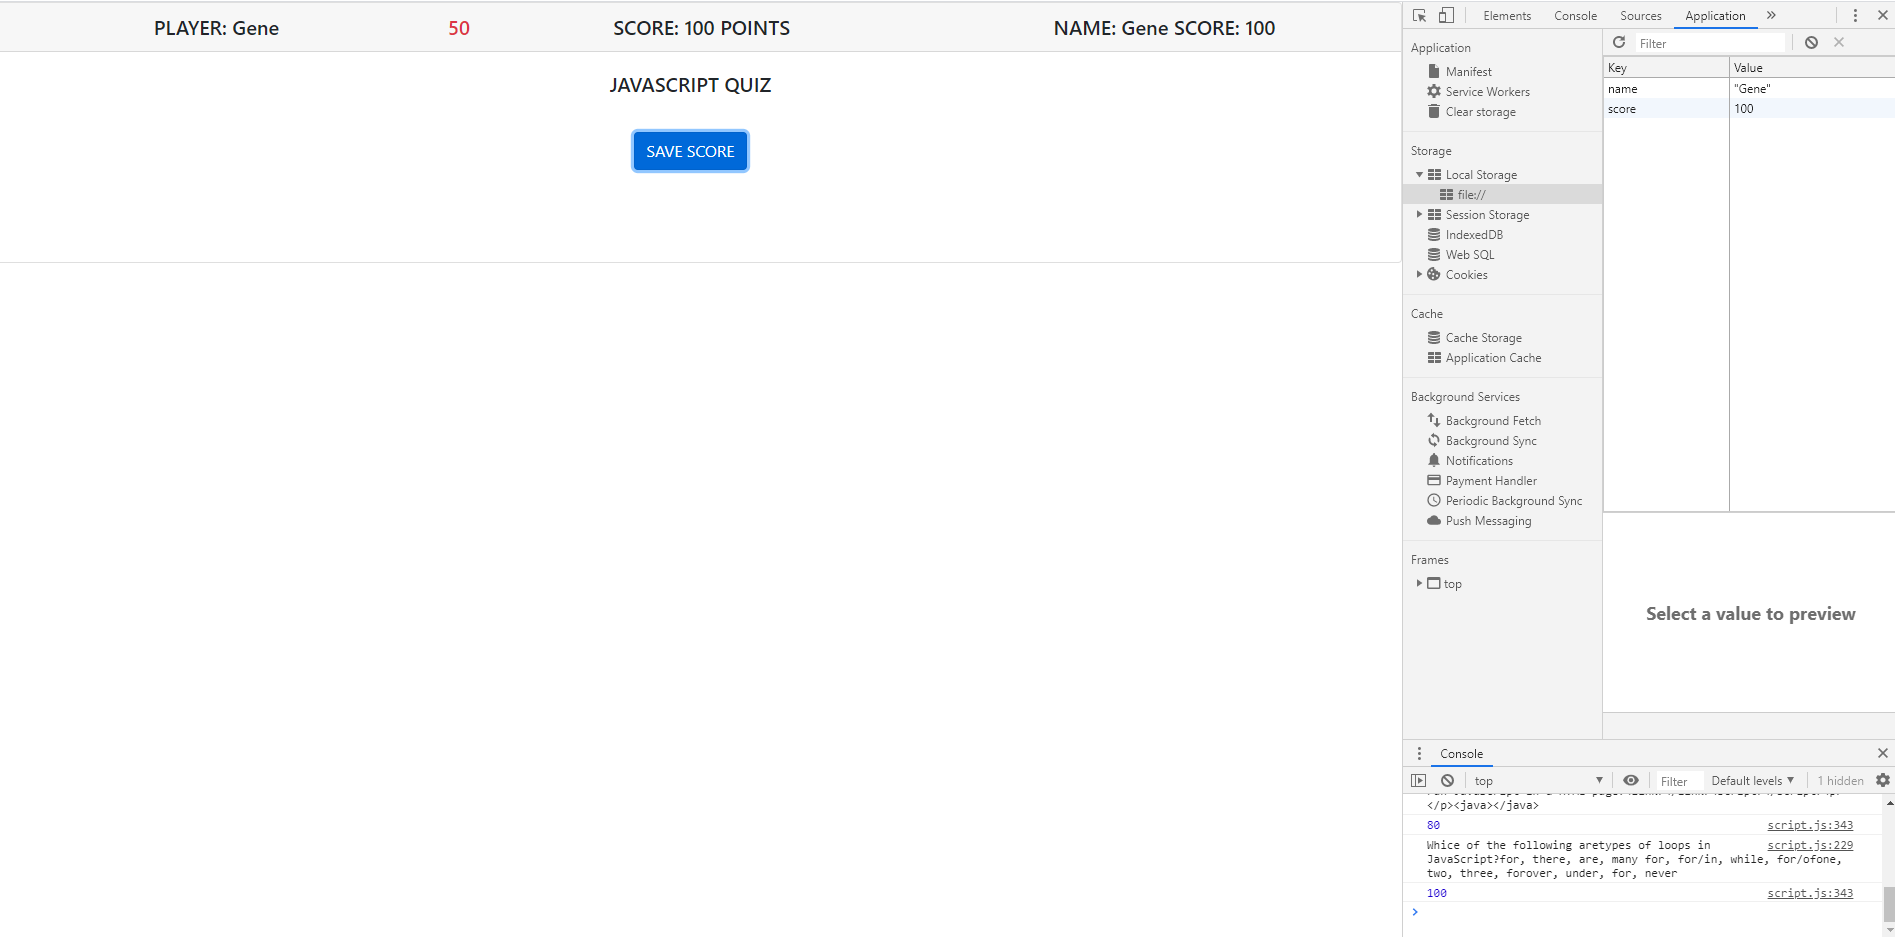 PLAYER: Gene 50 SCORE: 100 POINTS NAME: Gene SCORE: 100
JAVASCRIPT QUIZ
SAVE SCORE
Elements Console Sources Application »
Application
Manifest
Service Workers
Clear storage
Storage
Local Storage
file://
Session Storage
IndexedDB
Web SQL
Cookies
Cache
Cache Storage
Application Cache
Background Services
Background Fetch
Background Sync
Notifications
Payment Handler
Periodic Background Sync
Push Messaging
Frames
top
Filter
Key Value
name "Gene"
score 100
Select a value to preview
Console
top Filter Default levels 1 hidden
</p><java></java>
80 script.js:343
Whice of the following aretypes of loops in script.js:229
JavaScript?for, there, are, many for, for/in, while, for/ofone,
two, three, forover, under, for, never
100 script.js:343